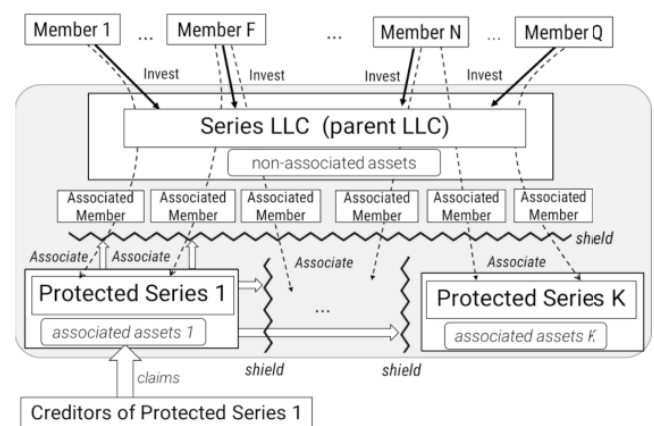 Member 1 ... Member F ... Member N ... Member Q
Invest Invest Invest Invest
Series LLC (parent LLC)
non-associated assets
Associated Member
Associated Member
Associated Member
Associated Member
Associated Member
Associated Member
shield
Associate Associate Associate Associate
Protected Series 1
associated assets 1
...
Protected Series K
associated assets K
shield shield
claims
Creditors of Protected Series 1